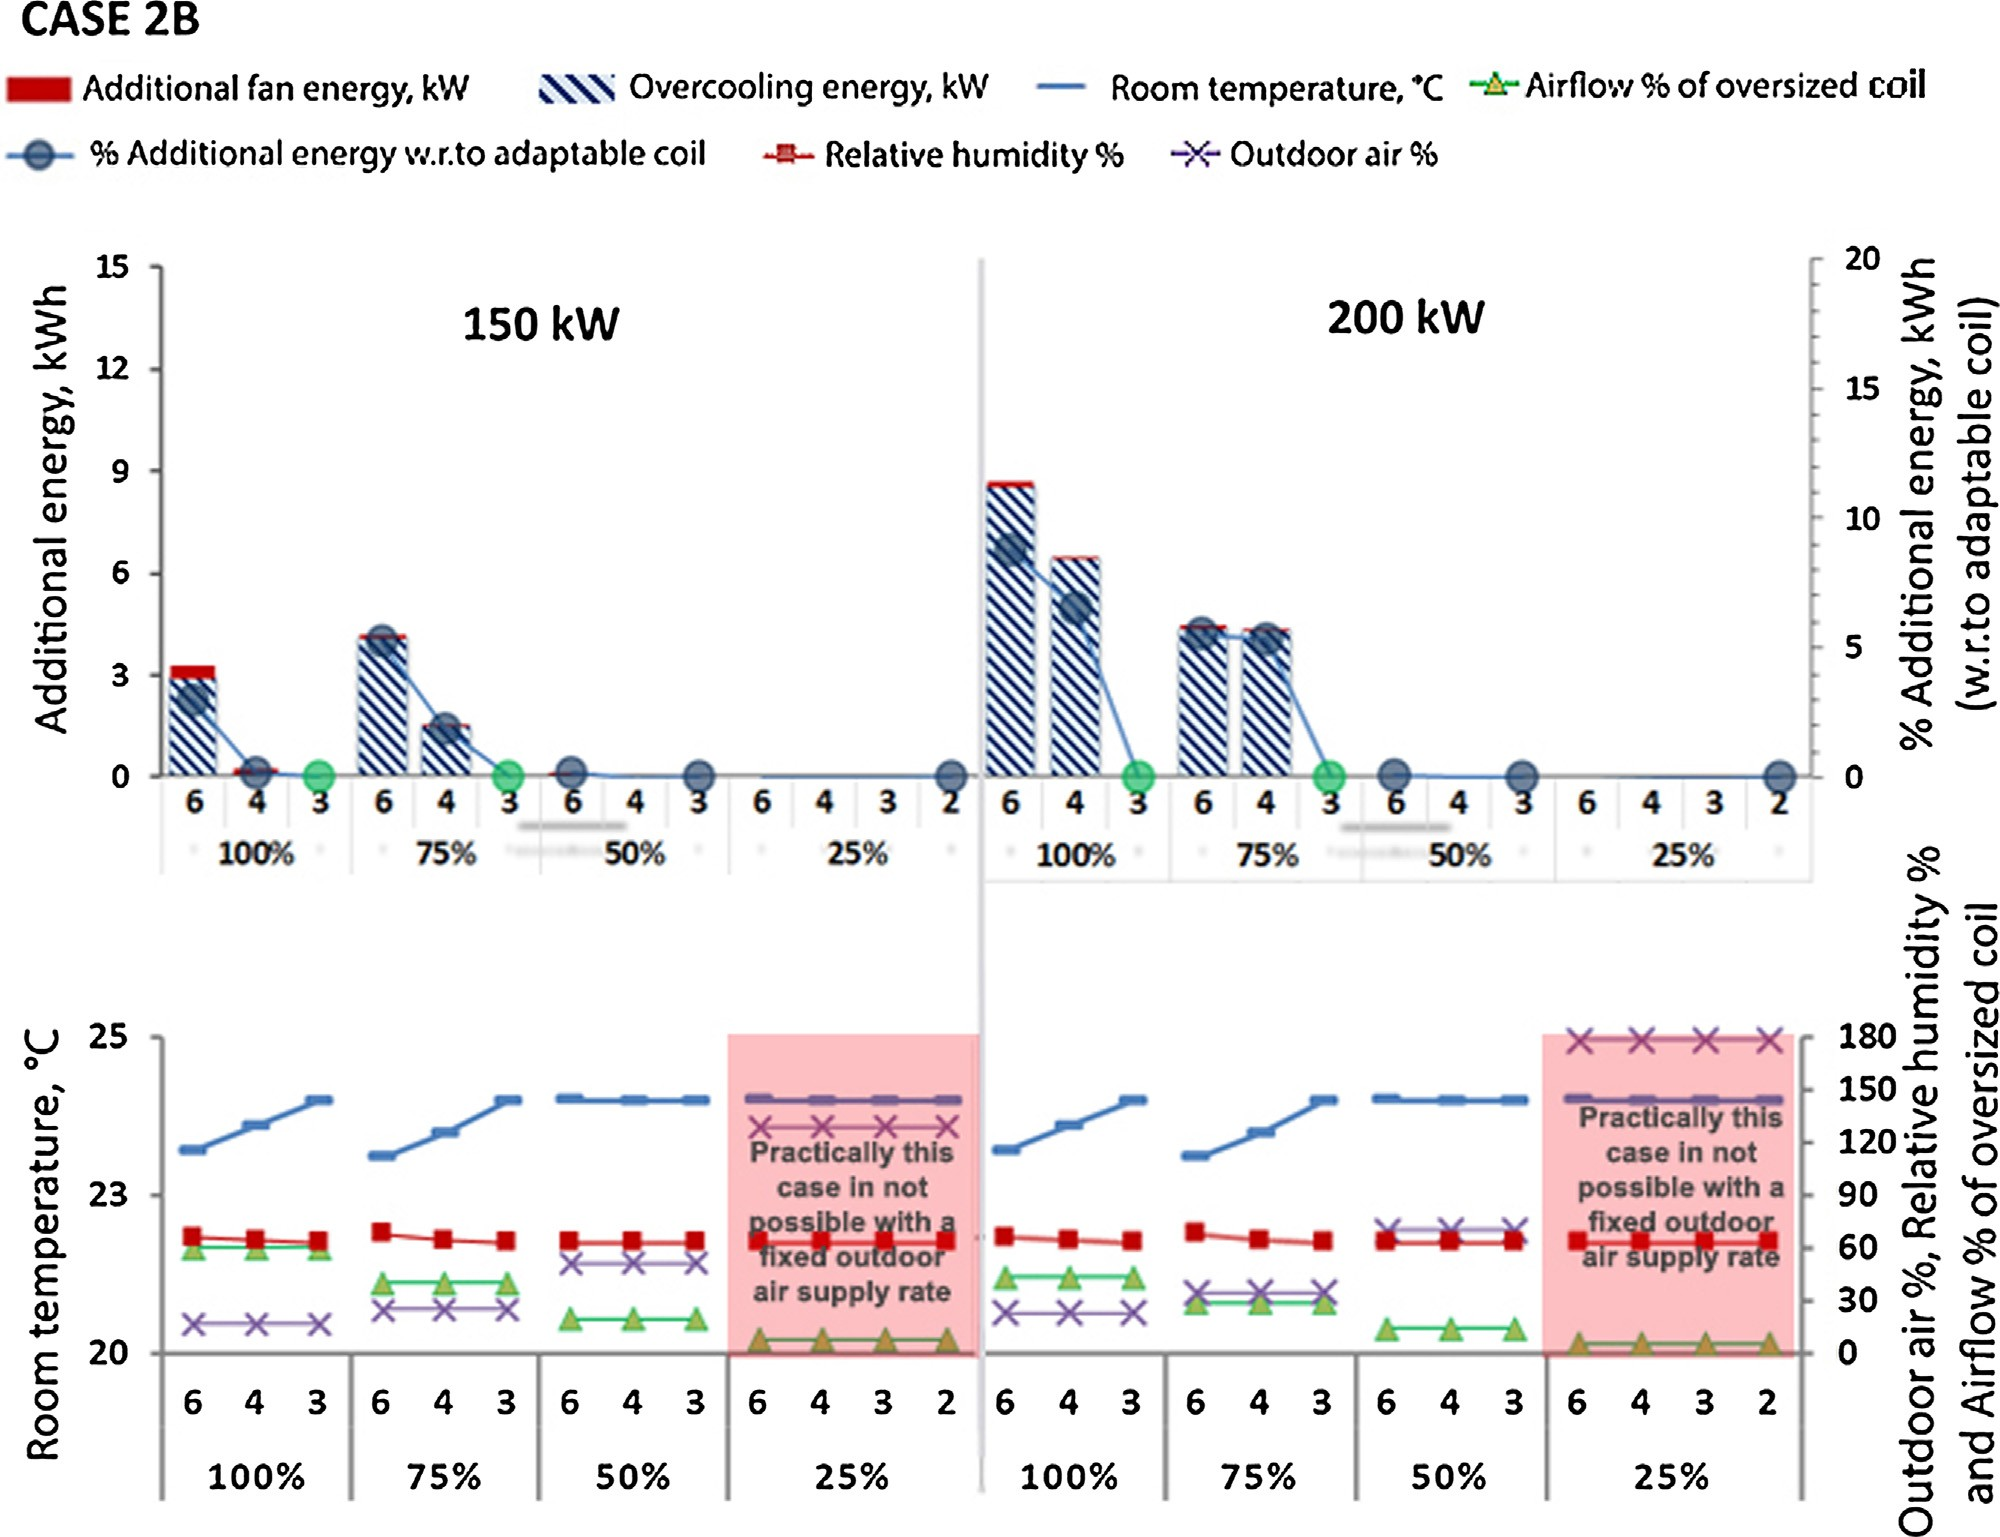 CASE 2B
Additional fan energy, kW
Overcooling energy, kW
Room temperature, °C
Airflow % of oversized coil
% Additional energy w.r.to adaptable coil
Relative humidity %
Outdoor air %
Additional energy, kWh
15
12
9
6
3
0
150 kW
200 kW
20
15
10
5
0
% Additional energy, kWh
(w.r.to adaptable coil)
6 4 3 6 4 3 6 4 3 6 4 3 2 6 4 3 6 4 3 6 4 3 6 4 3 2
100% 75% 50% 25% 100% 75% 50% 25%
Room temperature, °C
25
23
20
Practically this
case in not
possible with a
fixed outdoor
air supply rate
Practically this
case in not
possible with a
fixed outdoor
air supply rate
180
150
120
90
60
30
0
Outdoor air %, Relative humidity %
and Airflow % of oversized coil
6 4 3 6 4 3 6 4 3 6 4 3 2 6 4 3 6 4 3 6 4 3 6 4 3 2
100% 75% 50% 25% 100% 75% 50% 25%